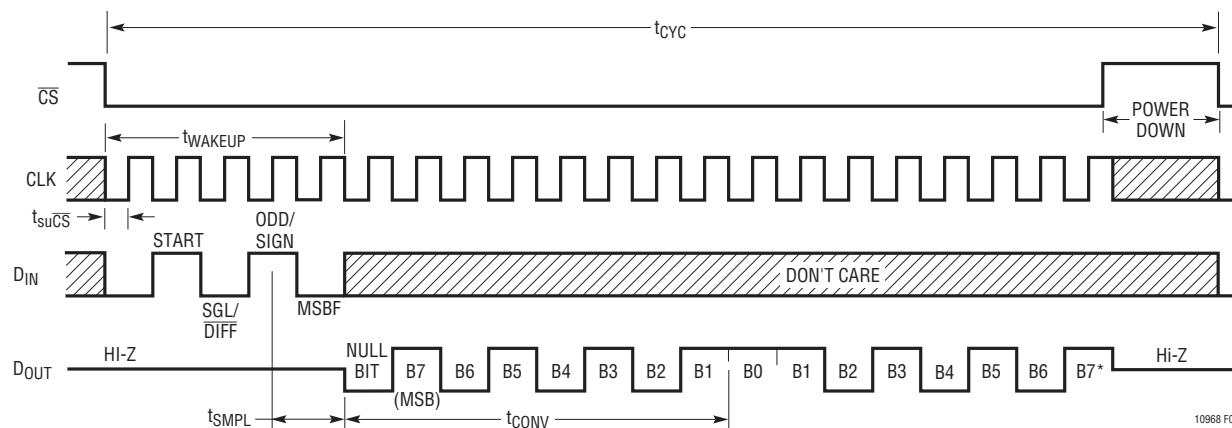 tCYC
CS
POWER
DOWN
tWAKEUP
CLK
tsuCS
START
ODD/
SIGN
DIN
DON'T CARE
SGL/
DIFF
MSBF
DOUT
HI-Z
NULL
BIT
B7
(MSB)
B6
B5
B4
B3
B2
B1
B0
B1
B2
B3
B4
B5
B6
B7*
Hi-Z
tSMPL
tCONV
10968 F0